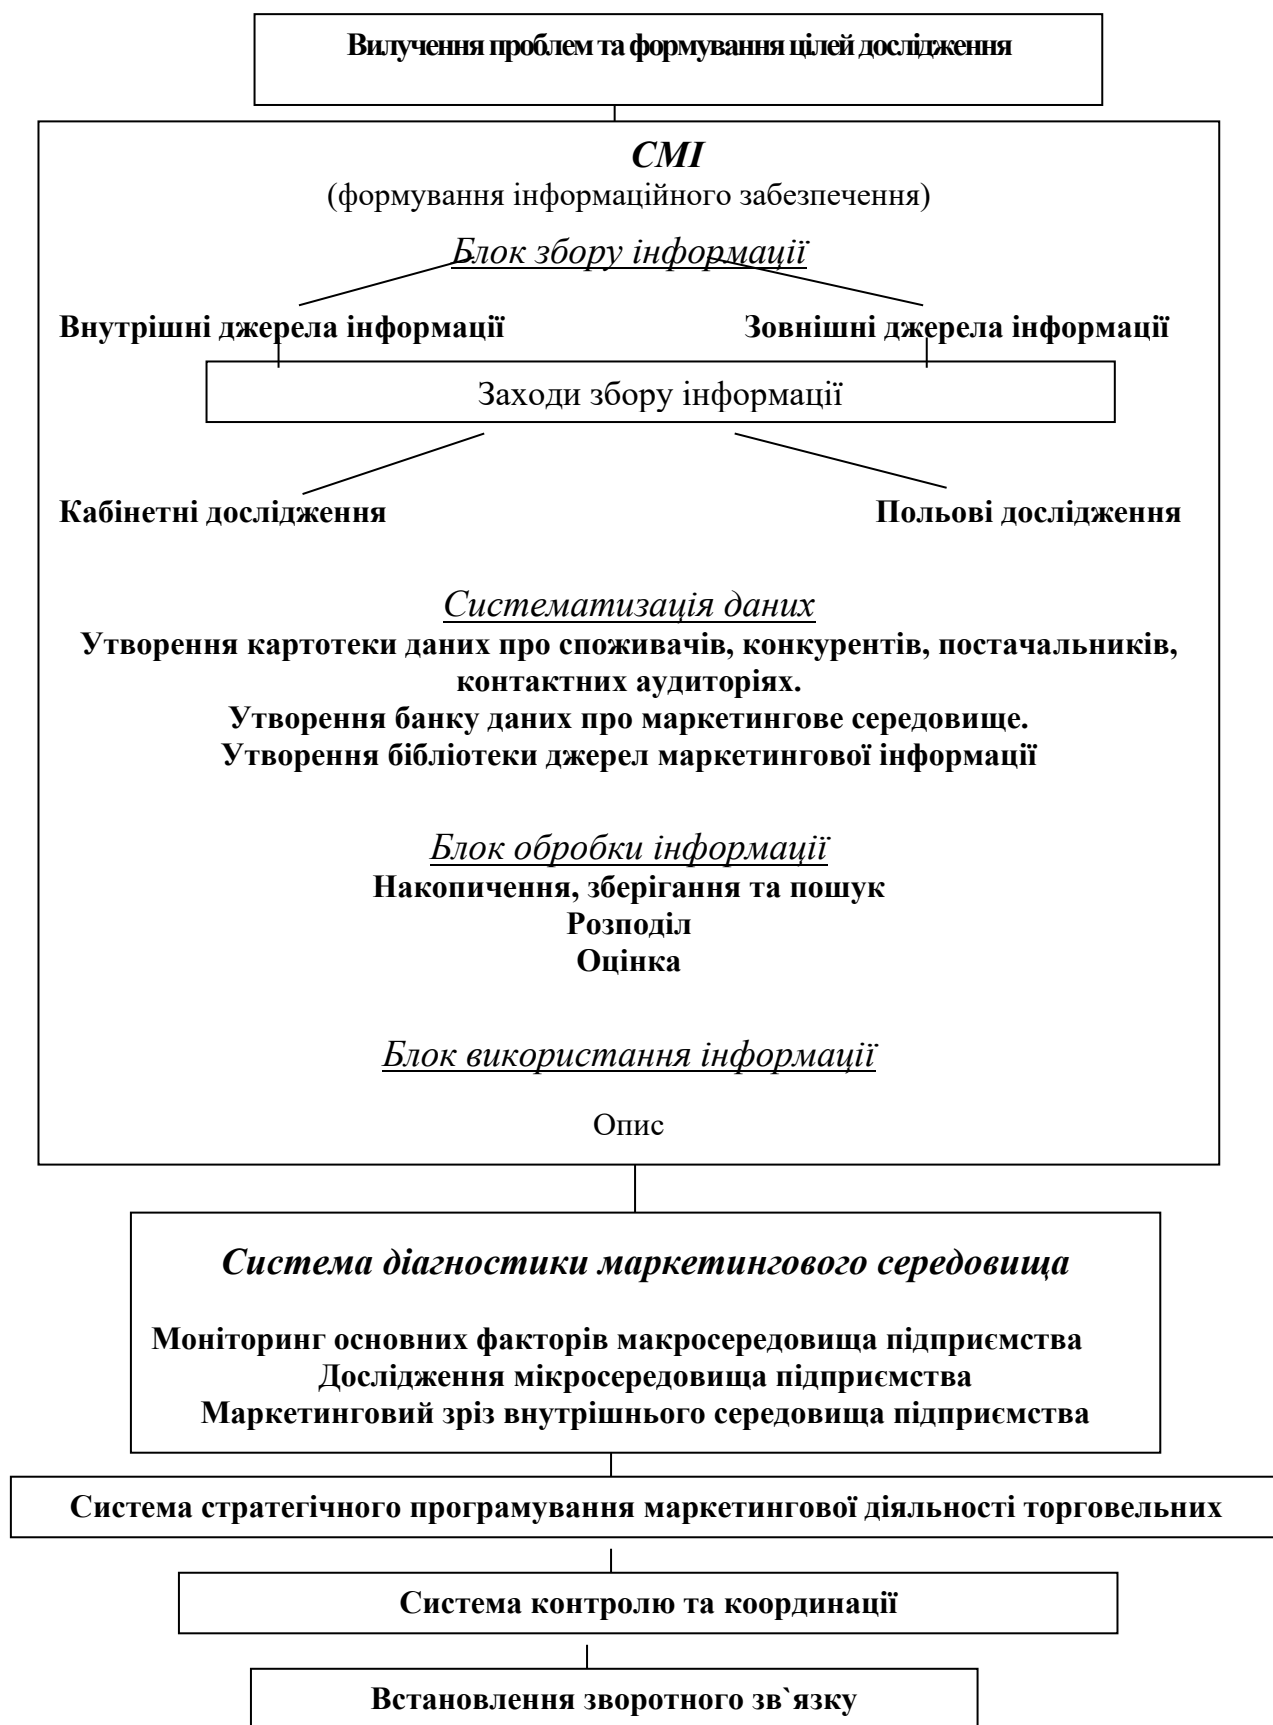 Вилучення проблем та формування цілей дослідження
СМІ
(формування інформаційного забезпечення)
Блок збору інформації
Внутрішні джерела інформації
Зовнішні джерела інформації
Заходи збору інформації
Кабінетні дослідження
Польові дослідження
Систематизація даних
Утворення картотеки даних про споживачів, конкурентів, постачальників,
контактних аудиторіях.
Утворення банку даних про маркетингове середовище.
Утворення бібліотеки джерел маркетингової інформації
Блок обробки інформації
Накопичення, зберігання та пошук
Розподіл
Оцінка
Блок використання інформації
Опис
Система діагностики маркетингового середовища
Моніторинг основних факторів макросередовища підприємства
Дослідження мікросередовища підприємства
Маркетинговий зріз внутрішнього середовища підприємства
Система стратегічного програмування маркетингової діяльності торговельних
Система контролю та координації
Встановлення зворотного зв`язку